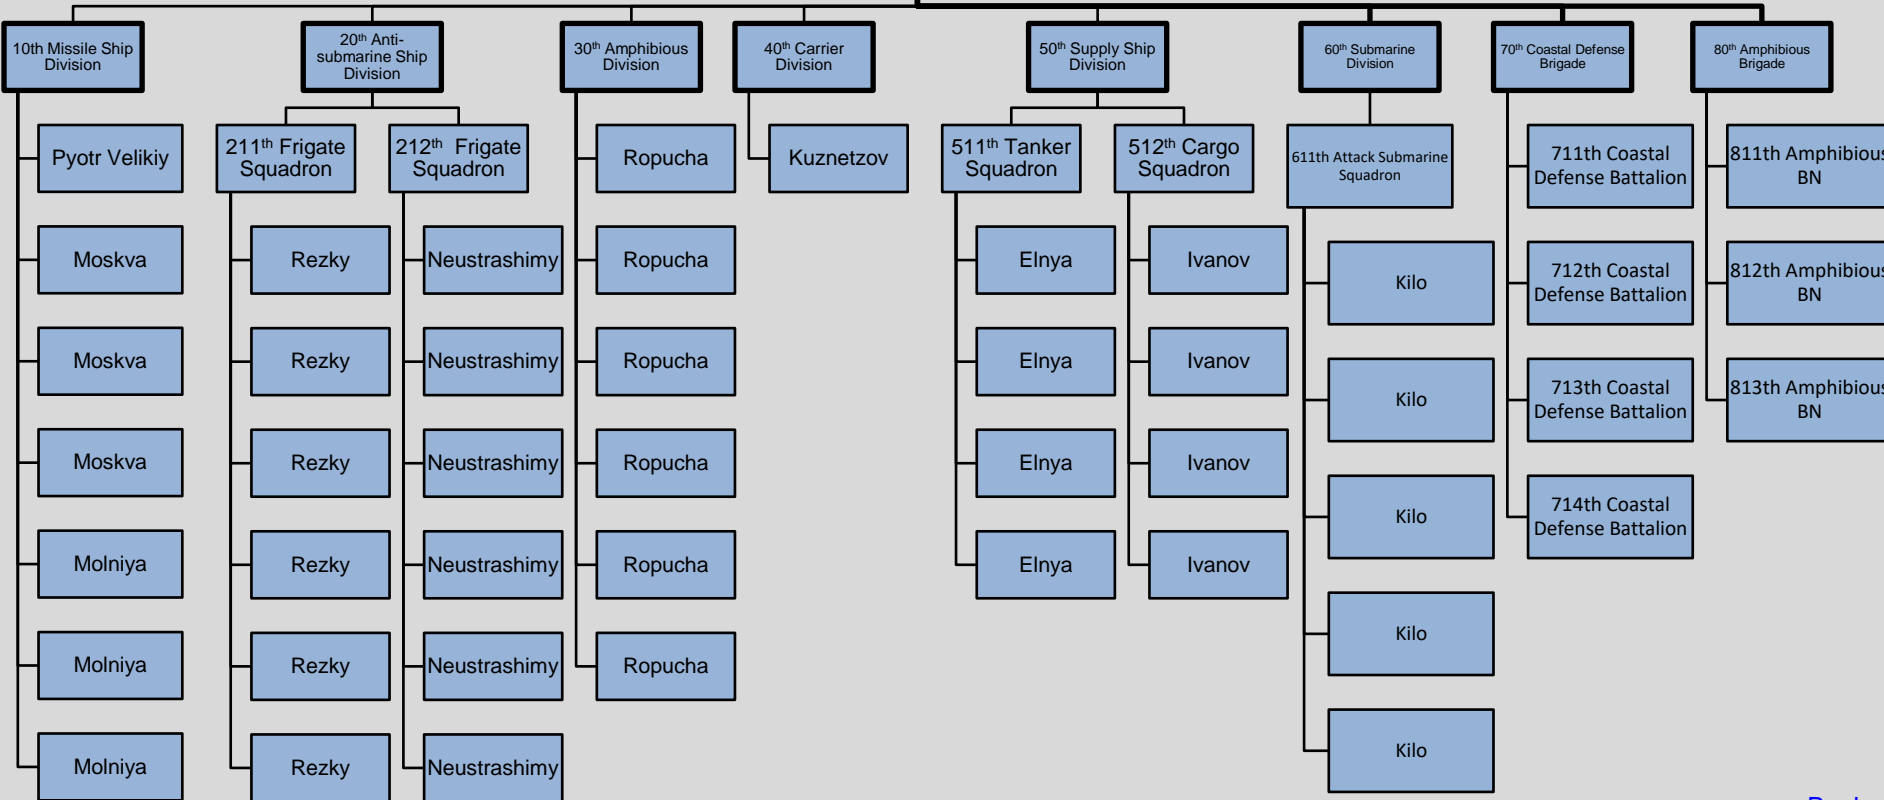 10th Missile Ship
Division
20th Anti-
submarine Ship
Division
30th Amphibious
Division
40th Carrier
Division
50th Supply Ship
Division
60th Submarine
Division
70th Coastal Defense
Brigade
80th Amphibious
Brigade
Pyotr Velikiy
Moskva
Moskva
Moskva
Molniya
Molniya
Molniya
211th Frigate
Squadron
Rezky
Rezky
Rezky
Rezky
Rezky
Rezky
212th Frigate
Squadron
Neustrashimy
Neustrashimy
Neustrashimy
Neustrashimy
Neustrashimy
Neustrashimy
Ropucha
Ropucha
Ropucha
Ropucha
Ropucha
Ropucha
Kuznetzov
511th Tanker
Squadron
Elnya
Elnya
Elnya
Elnya
512th Cargo
Squadron
Ivanov
Ivanov
Ivanov
Ivanov
611th Attack Submarine
Squadron
Kilo
Kilo
Kilo
Kilo
Kilo
711th Coastal
Defense Battalion
712th Coastal
Defense Battalion
713th Coastal
Defense Battalion
714th Coastal
Defense Battalion
811th Amphibious
BN
812th Amphibious
BN
813th Amphibious
BN